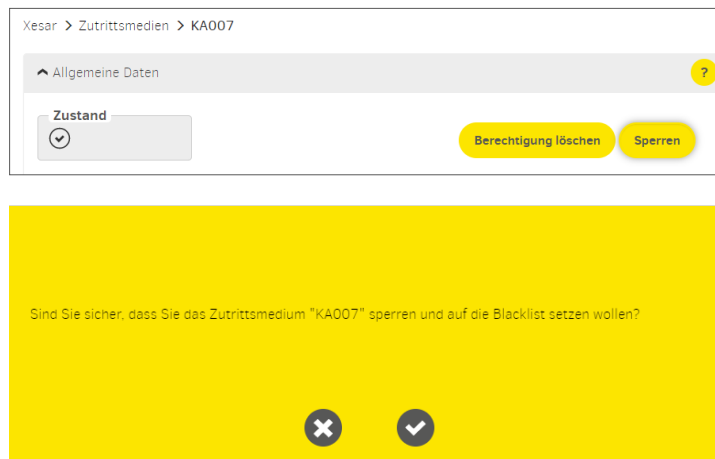 Xesar > Zutrittsmedien > KA007
Allgemeine Daten
?
Zustand
Berechtigung löschen
Sperren
Sind Sie sicher, dass Sie das Zutrittsmedium "KA007" sperren und auf die Blacklist setzen wollen?